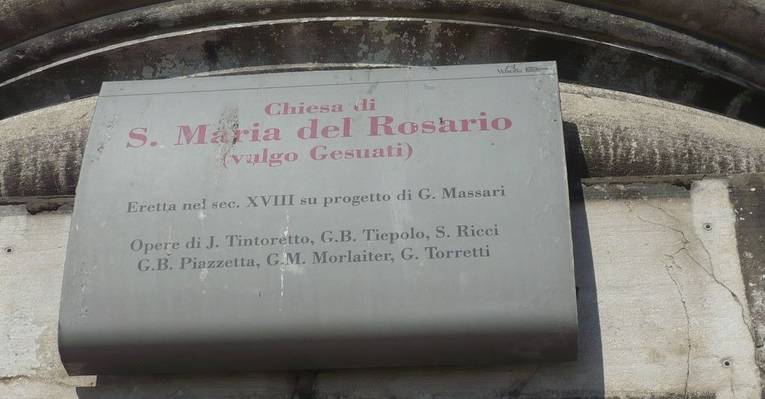 Chiesa di
S. Maria del Rosario
(vulgo Gesuati)
Eretta nel sec. XVIII su progetto di G. Massari
Opere di J. Tintoretto, G.B. Tiepolo, S. Ricci
G.B. Piazzetta, G.M. Morlaiter, G. Torretti